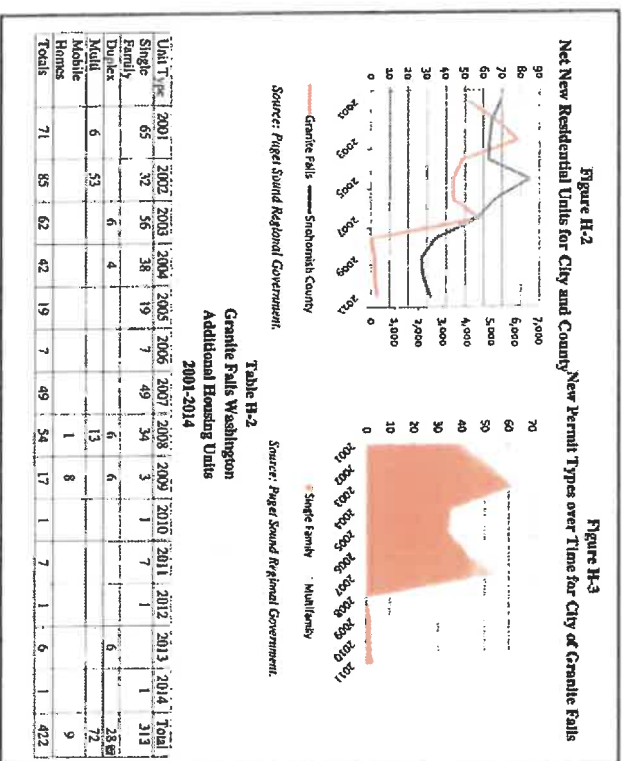 Figure H-2
Net New Residential Units for City and County
90
80
70
60
50
40
30
20
10
0
7,000
6,000
5,000
4,000
3,000
2,000
1,000
0
2001 2003 2005 2007 2009 2011
Granite Falls Snohomish County
Source: Puget Sound Regional Government.
Figure H-3
New Permit Types over Time for City of Granite Falls
70
60
50
40
30
20
10
0
2001 2002 2003 2004 2005 2006 2007 2008 2009 2010 2011
Single Family Multifamily
Source: Puget Sound Regional Government.
Table H-2
Granite Falls Washington
Additional Housing Units
2001-2014
Unit Type 2001 2002 2003 2004 2005 2006 2007 2008 2009 2010 2011 2012 2013 2014 Total
Single Family 65 32 56 38 19 7 49 34 3 1 7 1 1 313
Duplex 6 4 6 6 6 28
Multi 6 53 13 72
Mobile Homes 1 8 9
Totals 71 85 62 42 19 7 49 54 17 1 7 1 6 1 422